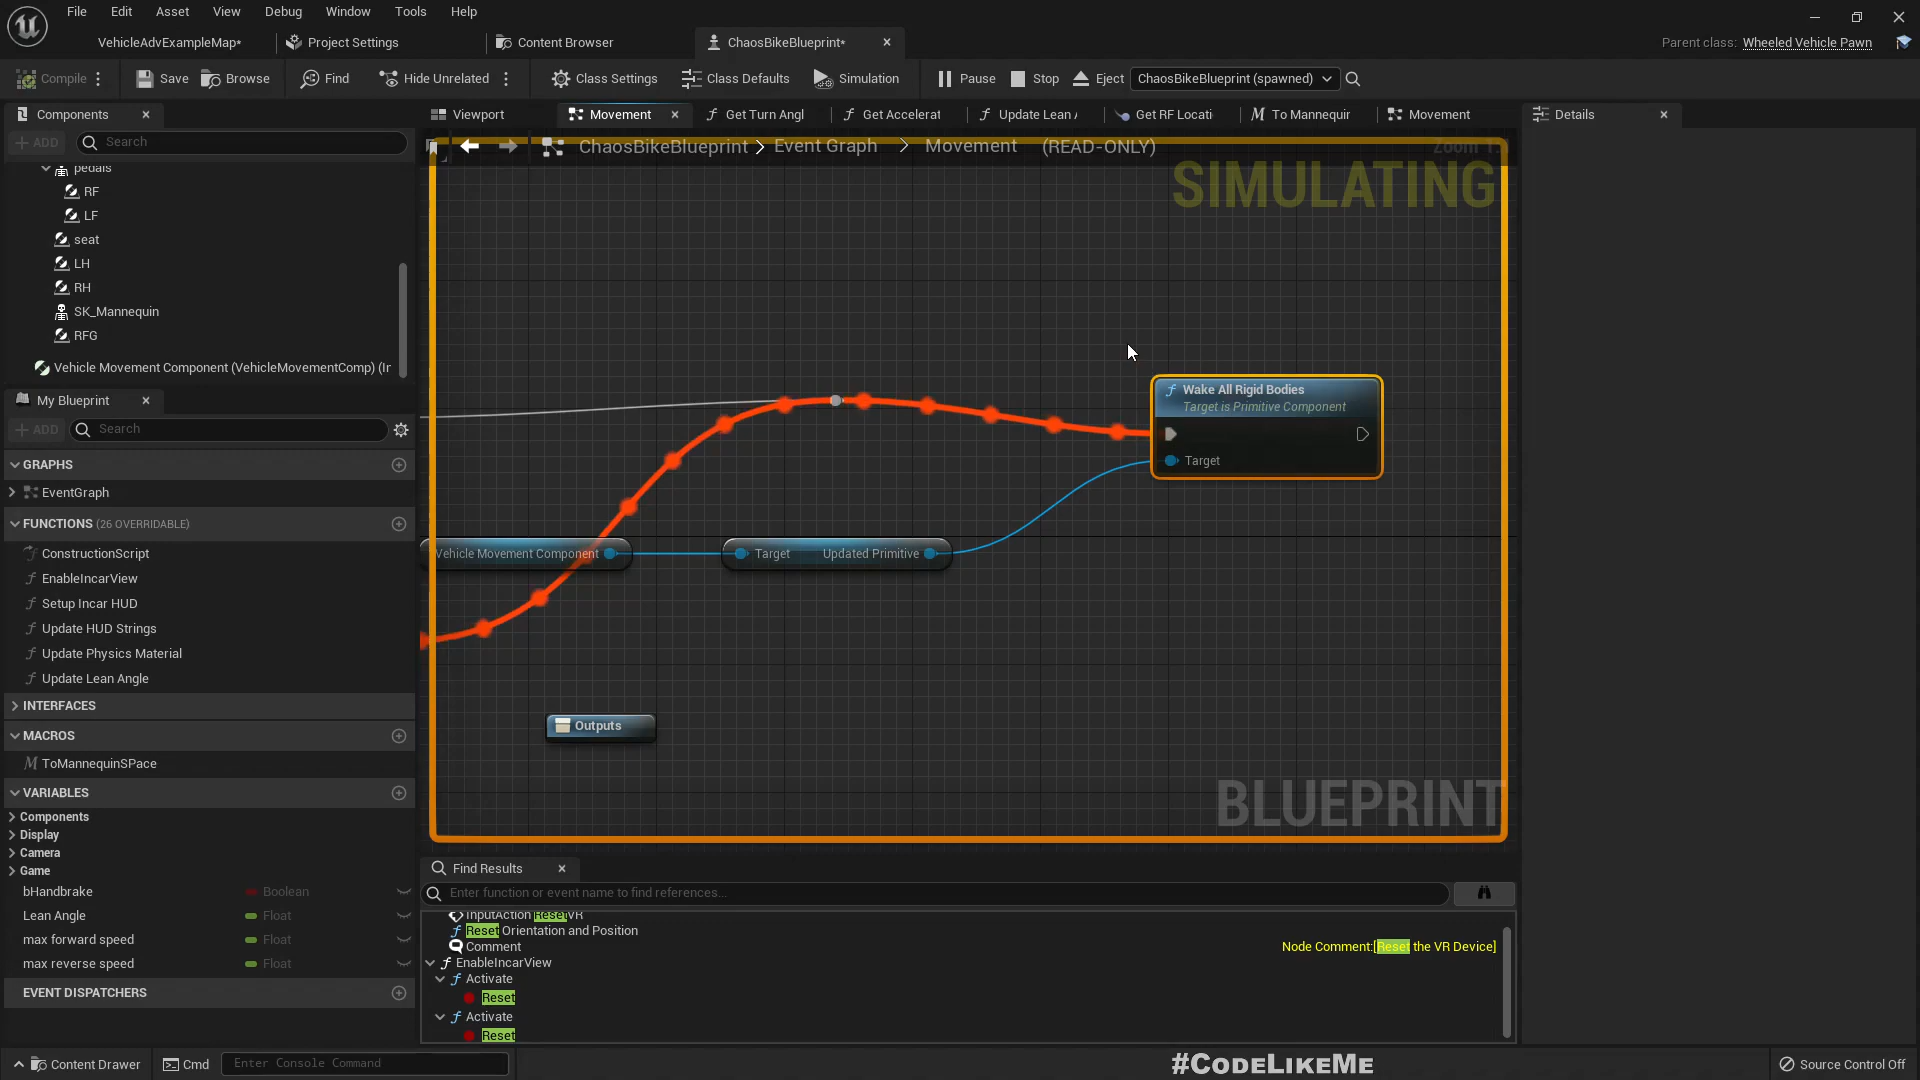 File Edit Asset View Debug Window Tools Help
VehicleAdvExampleMap* Project Settings Content Browser ChaosBikeBlueprint* Parent class: Wheeled Vehicle Pawn
Compile Save Browse Find Hide Unrelated Class Settings Class Defaults Simulation Pause Stop Eject ChaosBikeBlueprint (spawned)
Components Viewport Movement Get Turn Angl Get Accelerat Update Lean Get RF Locati To Mannequir Movement Details
ADD Search
ChaosBikeBlueprint > Event Graph > Movement (READ-ONLY)
SIMULATING
pedals
RF
LF
seat
LH
RH
SK_Mannequin
RFG
Vehicle Movement Component (VehicleMovementComp) (Ir
My Blueprint
ADD Search
GRAPHS
EventGraph
FUNCTIONS (26 OVERRIDABLE)
ConstructionScript
EnableIncarView
Setup Incar HUD
Update HUD Strings
Update Physics Material
Update Lean Angle
INTERFACES
MACROS
ToMannequinSPace
VARIABLES
Components
Display
Camera
Game
bHandbrake Boolean
Lean Angle Float
max forward speed Float
max reverse speed Float
EVENT DISPATCHERS
Wake All Rigid Bodies
Target is Primitive Component
Target
Vehicle Movement Component
Target Updated Primitive
Outputs
BLUEPRINT
Find Results
Enter function or event name to find references...
InputAction ResetVR
Reset Orientation and Position
Comment Node Comment:[Reset the VR Device]
EnableIncarView
Activate
Reset
Activate
Reset
Content Drawer Cmd Enter Console Command #CODELIKEME Source Control Off